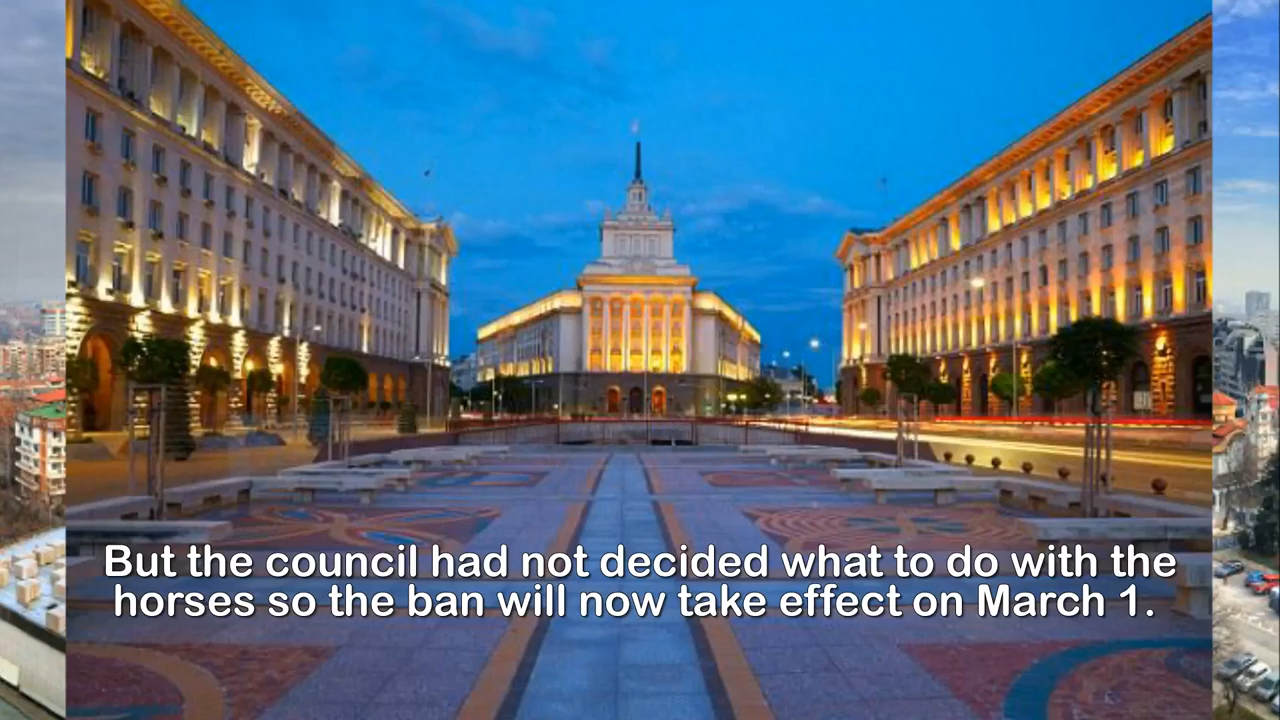 But the council had not decided what to do with the
horses so the ban will now take effect on March 1.